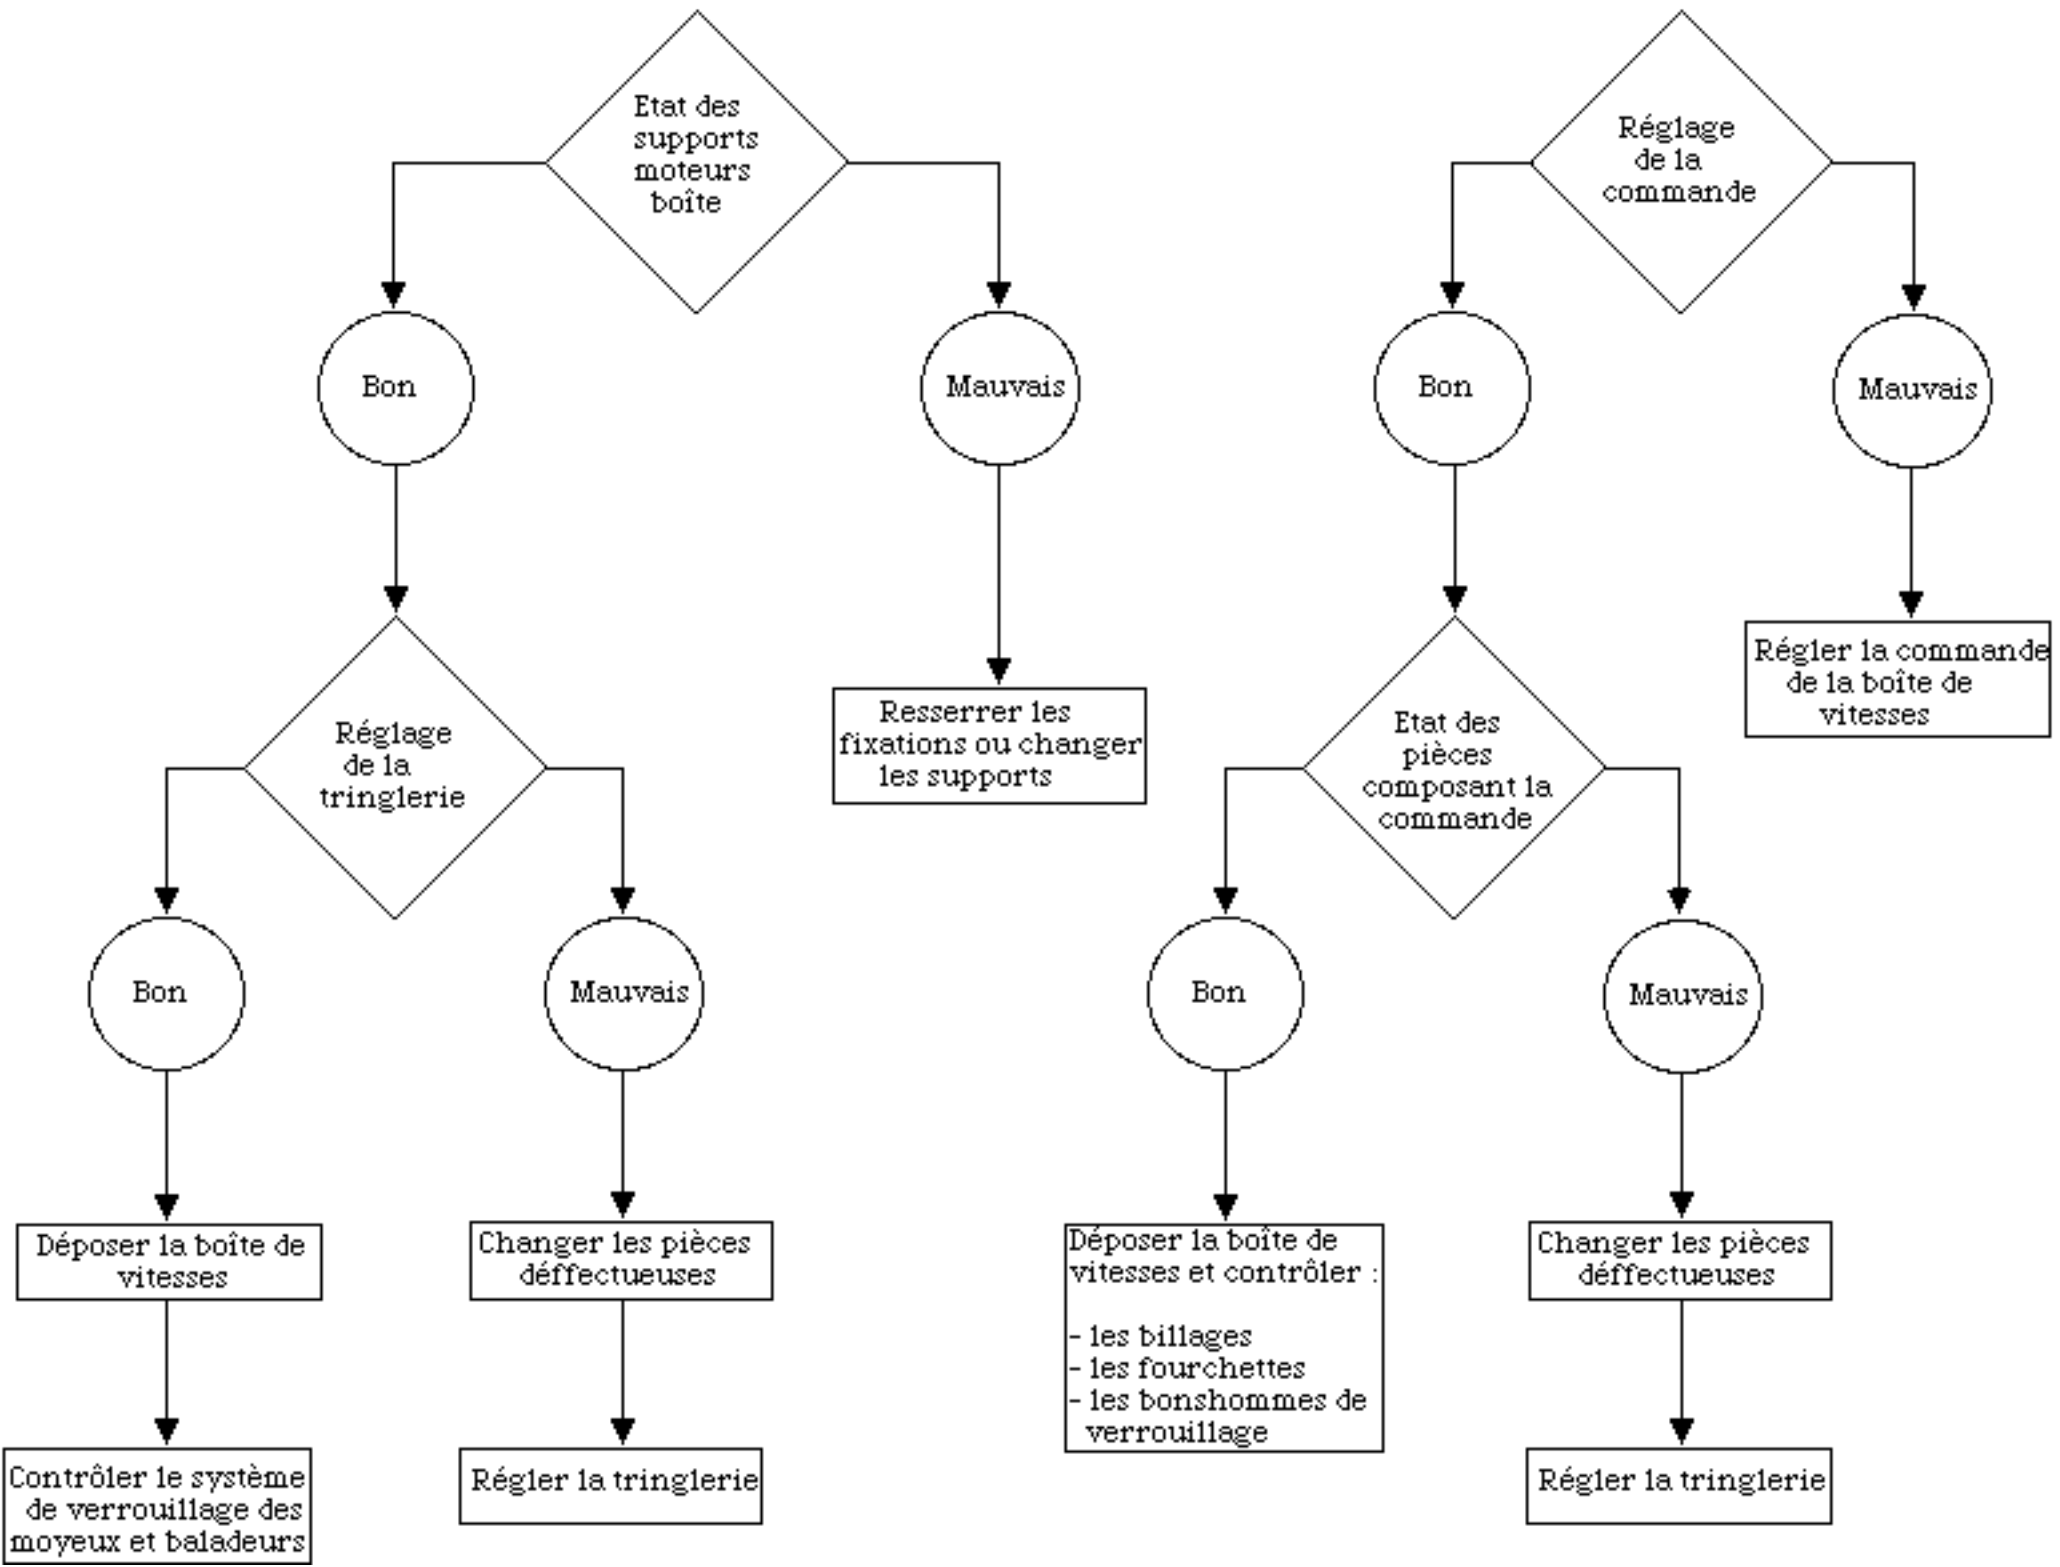 Etat des
supports
moteurs
boîte
Bon
Mauvais
Réglage
de la
tringlerie
Resserrer les
fixations ou changer
les supports
Bon
Mauvais
Déposer la boîte de
vitesses
Changer les pièces
déffectueuses
Contrôler le système
de verrouillage des
moyeux et baladeurs
Régler la tringlerie
Réglage
de la
commande
Bon
Mauvais
Régler la commande
de la boîte de
vitesses
Etat des
pièces
composant la
commande
Bon
Mauvais
Déposer la boîte de
vitesses et contrôler :
- les billages
- les fourchettes
- les bonshommes de
verrouillage
Changer les pièces
déffectueuses
Régler la tringlerie